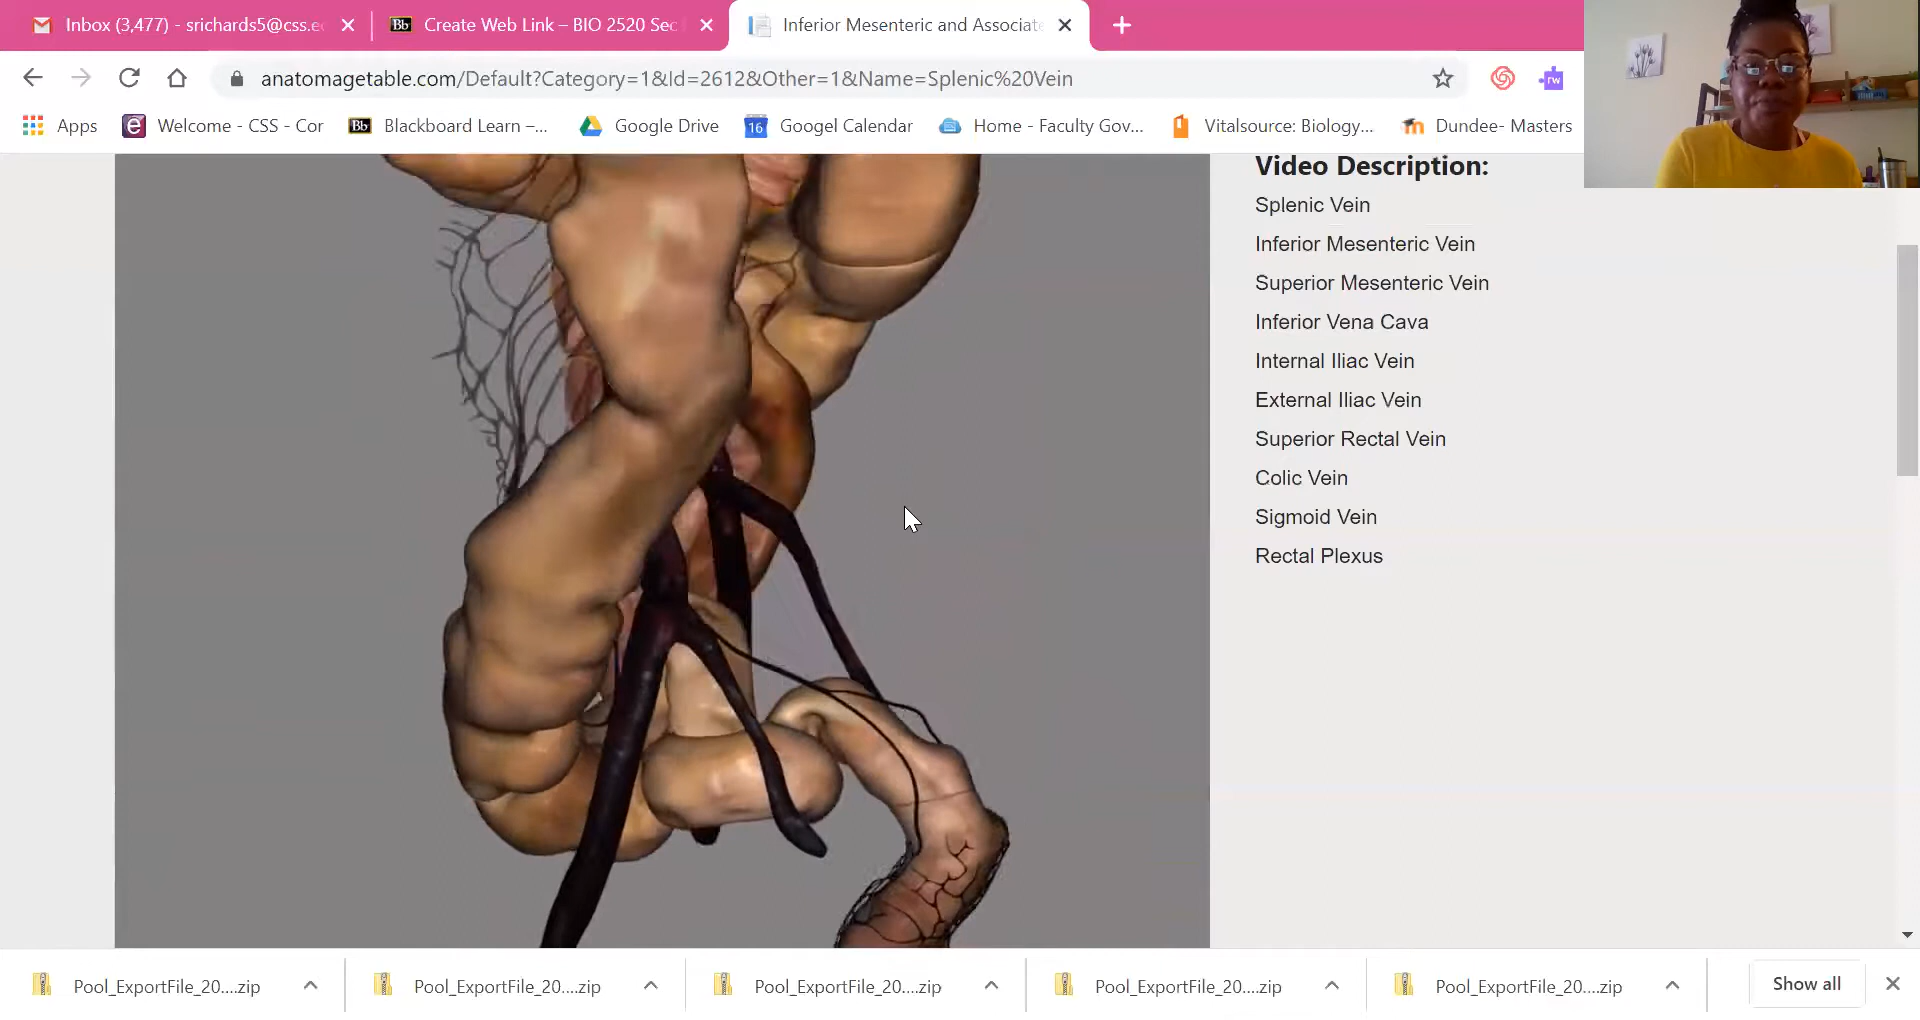 Inbox (3,477) - srichards5@css.e
Create Web Link – BIO 2520 Sec
Inferior Mesenteric and Associate
anatomagetable.com/Default?Category=1&Id=2612&Other=1&Name=Splenic%20Vein
rw
Apps
e
Welcome - CSS - Cor
Bb
Blackboard Learn –...
Google Drive
16
Googel Calendar
Home - Faculty Gov...
Vitalsource: Biology...
Dundee- Masters
Video Description:
Splenic Vein
Inferior Mesenteric Vein
Superior Mesenteric Vein
Inferior Vena Cava
Internal Iliac Vein
External Iliac Vein
Superior Rectal Vein
Colic Vein
Sigmoid Vein
Rectal Plexus
Pool_ExportFile_20....zip
Pool_ExportFile_20....zip
Pool_ExportFile_20....zip
Pool_ExportFile_20....zip
Pool_ExportFile_20....zip
Show all